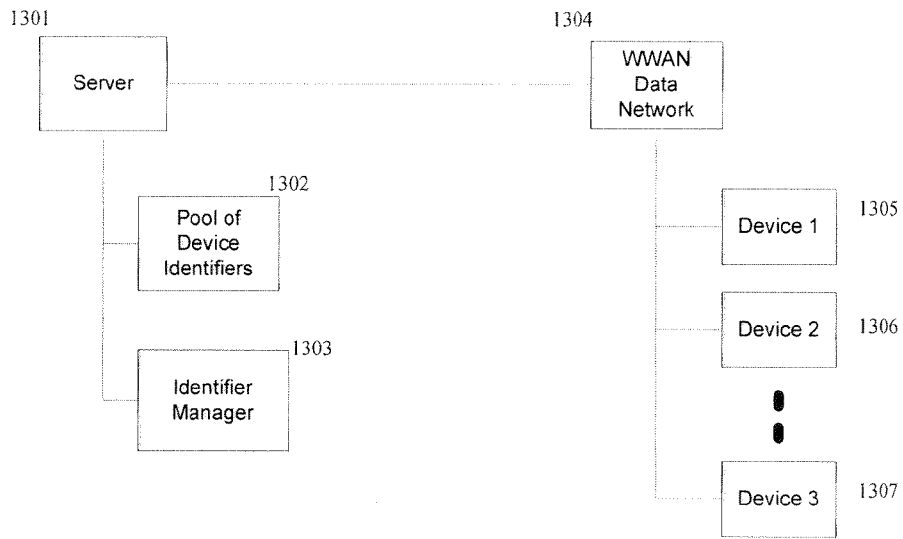 1301
Server
1304
WWAN
Data
Network
1302
Pool of
Device
Identifiers
1303
Identifier
Manager
Device 1
1305
Device 2
1306
Device 3
1307